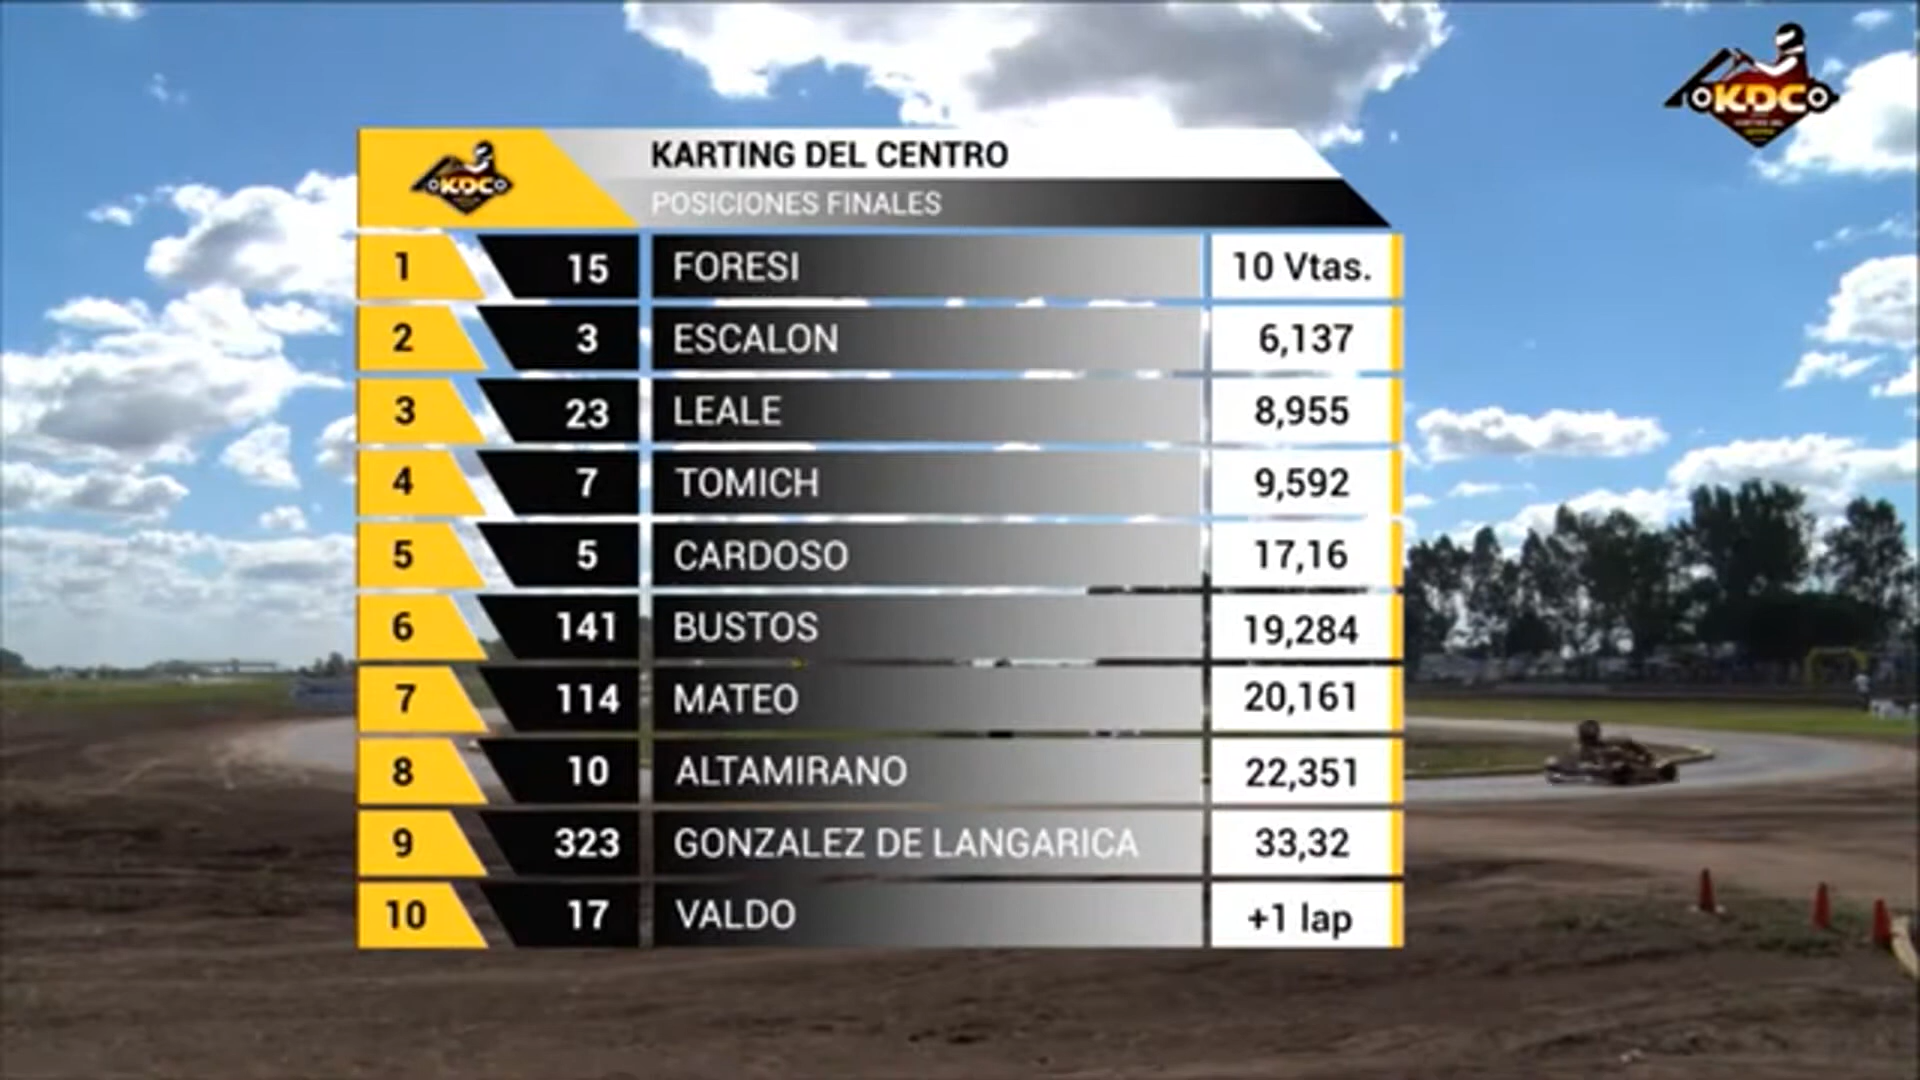 KDC
KARTING DEL CENTRO
KDC
POSICIONES FINALES
1 15 FORESI 10 Vtas.
2 3 ESCALON 6,137
3 23 LEALE 8,955
4 7 TOMICH 9,592
5 5 CARDOSO 17,16
6 141 BUSTOS 19,284
7 114 MATEO 20,161
8 10 ALTAMIRANO 22,351
9 323 GONZALEZ DE LANGARICA 33,32
10 17 VALDO +1 lap